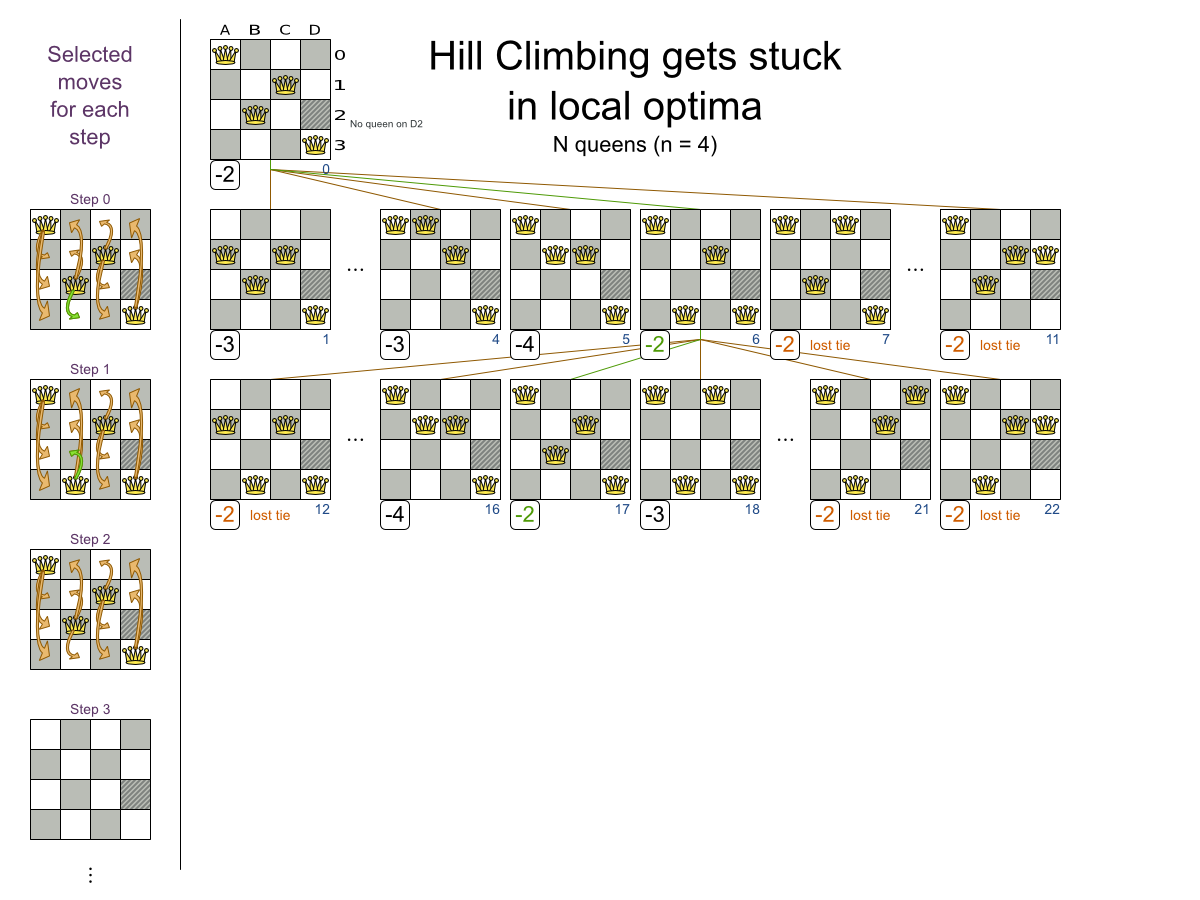 Selected
moves
for each
step
A B C D
0
1
2
3
No queen on D2
-2
0
Hill Climbing gets stuck
in local optima
N queens (n = 4)
Step 0
-3
1
...
-3
4
-4
5
-2
6
-2
lost tie
7
...
-2
lost tie
11
Step 1
-2
lost tie
12
...
-4
16
-2
17
-3
18
...
-2
lost tie
21
-2
lost tie
22
Step 2
Step 3
...